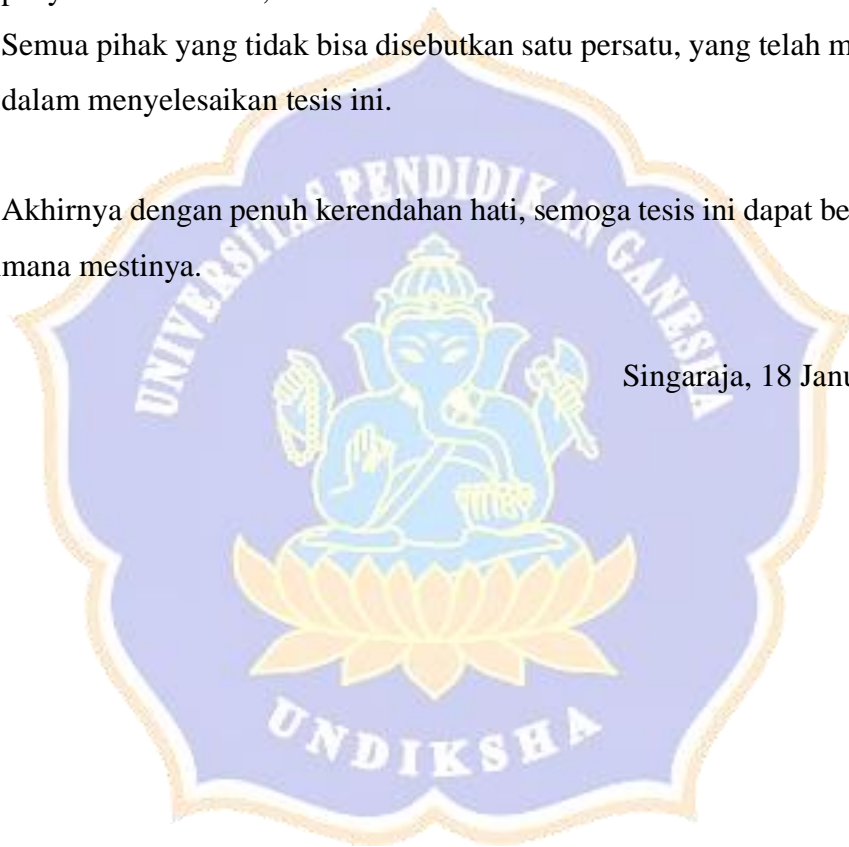 Semua pihak yang tidak bisa disebutkan satu persatu, yang telah m
dalam menyelesaikan tesis ini.
Akhirnya dengan penuh kerendahan hati, semoga tesis ini dapat be
mana mestinya.
UNIVERSITAS PENDIDIKAN GANESHA
Singaraja, 18 Janu
UNDIKSHA